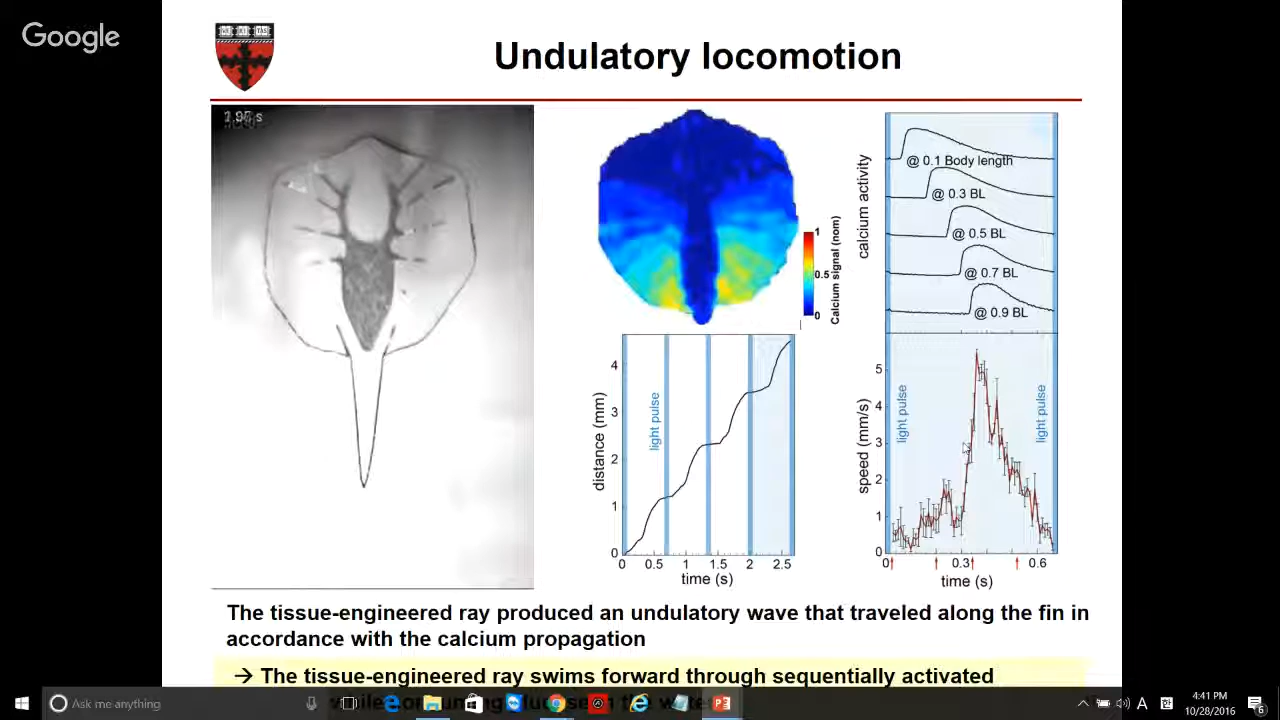 Google
VE RI TAS
Undulatory locomotion
@ 0.1 Body length
@ 0.3 BL
@ 0.5 BL
@ 0.7 BL
@ 0.9 BL
calcium activity
1
0.5
0
Calcium signal (nom)
4
3
2
1
0
distance (mm)
light pulse
0 0.5 1 1.5 2 2.5
time (s)
5
4
3
2
1
0
speed (mm/s)
light pulse
light pulse
0 0.3 0.6
time (s)
The tissue-engineered ray produced an undulatory wave that traveled along the fin in
accordance with the calcium propagation
→ The tissue-engineered ray swims forward through sequentially activated
Ask me anything
A
4:41 PM
10/28/2016
6